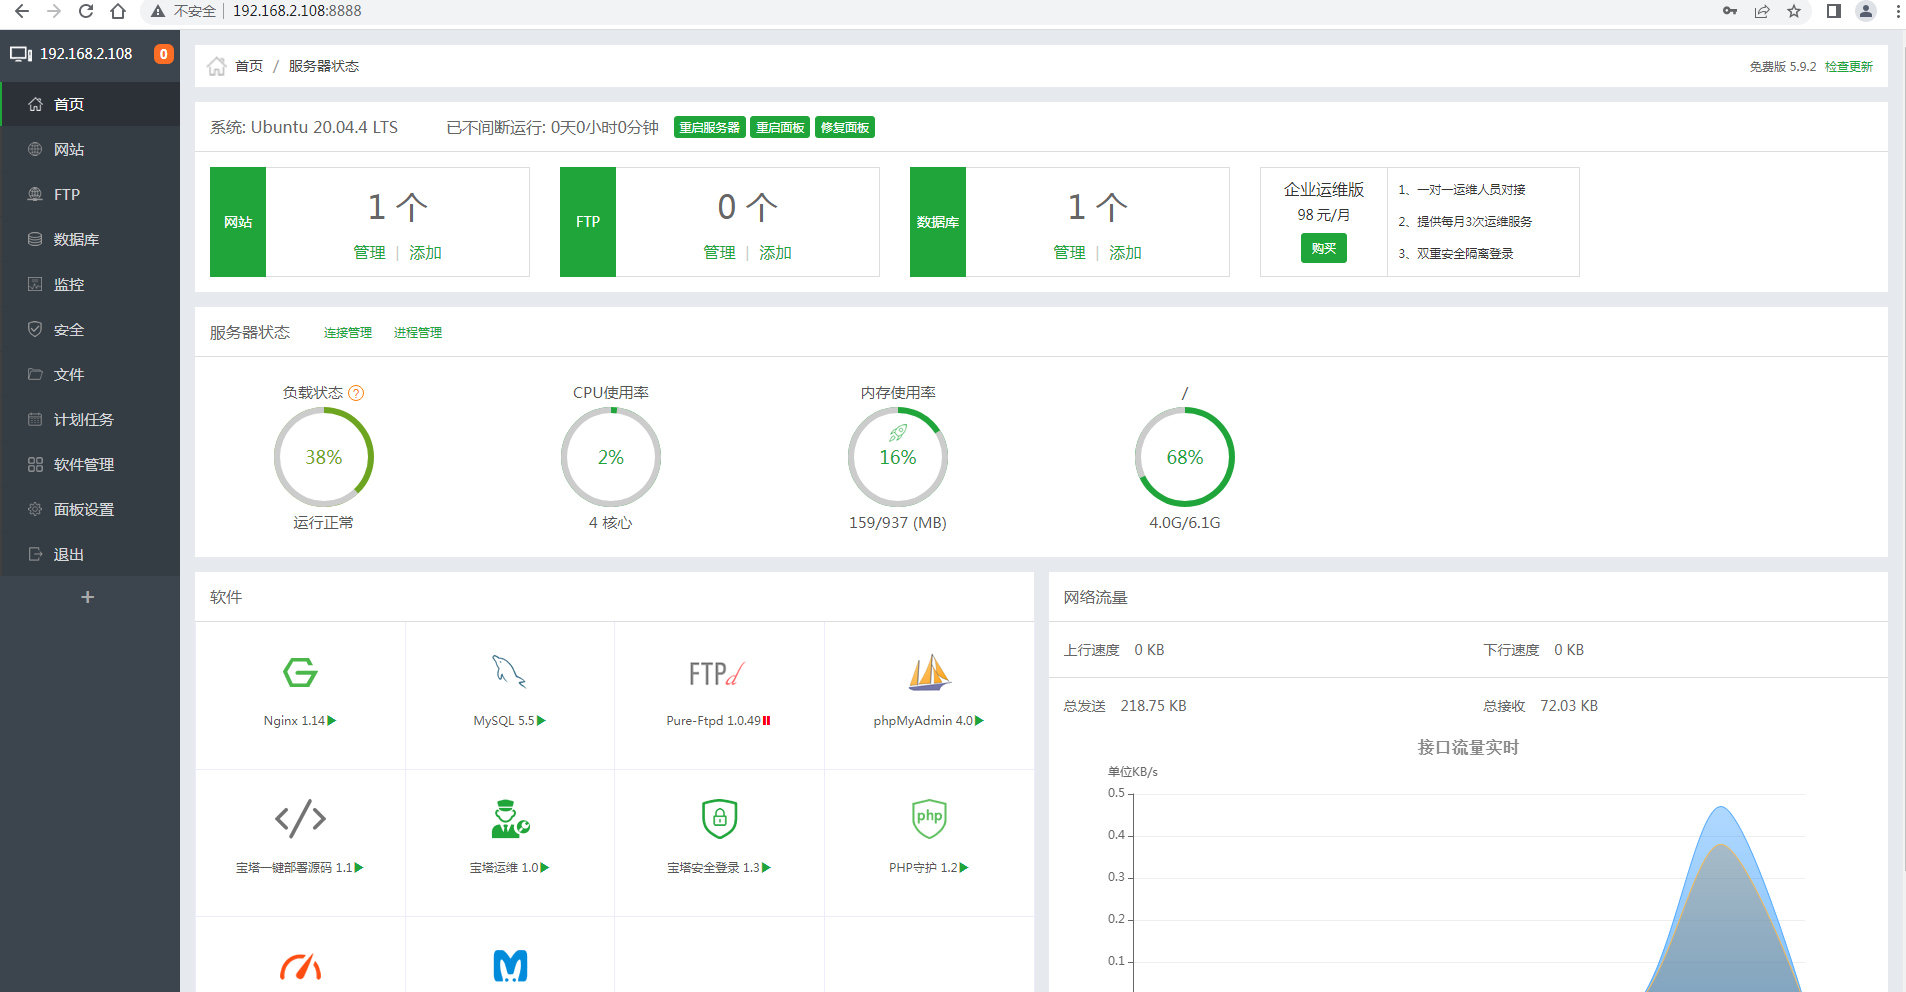 不安全 | 192.168.2.108:8888
192.168.2.108 0
首页
网站
FTP
数据库
监控
安全
文件
计划任务
软件管理
面板设置
退出
+
首页 / 服务器状态
免费版 5.9.2 检查更新
系统: Ubuntu 20.04.4 LTS 已不间断运行: 0天0小时0分钟 重启服务器 重启面板 修复面板
网站
1 个
管理 | 添加
FTP
0 个
管理 | 添加
数据库
1 个
管理 | 添加
企业运维版
98 元/月
购买
1、一对一运维人员对接
2、提供每月3次运维服务
3、双重安全隔离登录
服务器状态 连接管理 进程管理
负载状态 ?
38%
运行正常
CPU使用率
2%
4 核心
内存使用率
16%
159/937 (MB)
/
68%
4.0G/6.1G
软件
Nginx 1.14
MySQL 5.5
FTPd
Pure-Ftpd 1.0.49
phpMyAdmin 4.0
宝塔一键部署源码 1.1
宝塔运维 1.0
宝塔安全登录 1.3
php
PHP守护 1.2
网络流量
上行速度 0 KB
下行速度 0 KB
总发送 218.75 KB
总接收 72.03 KB
接口流量实时
单位KB/s
0.5
0.4
0.3
0.2
0.1